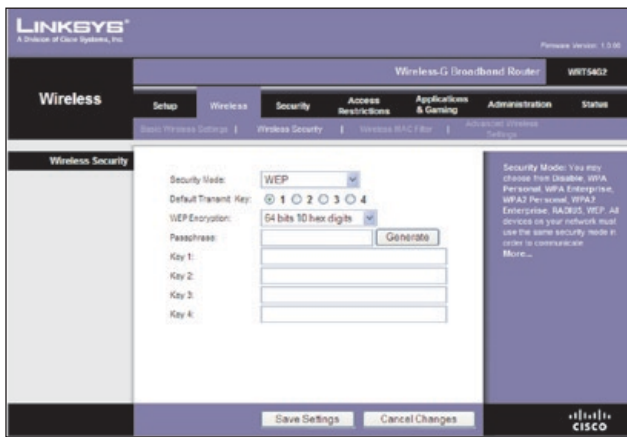 LINKSYS®
A Division of Cisco Systems, Inc.
Firmware Version: 1.0.00
Wireless-G Broadband Router WRT54G2
Wireless
Setup Wireless Security Access Restrictions Applications & Gaming Administration Status
Basic Wireless Settings | Wireless Security | Wireless MAC Filter | Advanced Wireless Settings
Wireless Security
Security Mode: WEP
Default Transmit Key: 1 2 3 4
WEP Encryption: 64 bits 10 hex digits
Passphrase: Generate
Key 1:
Key 2:
Key 3:
Key 4:
Security Mode: You may
choose from Disable, WPA
Personal, WPA Enterprise,
WPA2 Personal, WPA2
Enterprise, RADIUS, WEP. All
devices on your network must
use the same security mode in
order to communicate
More...
Save Settings Cancel Changes
CISCO